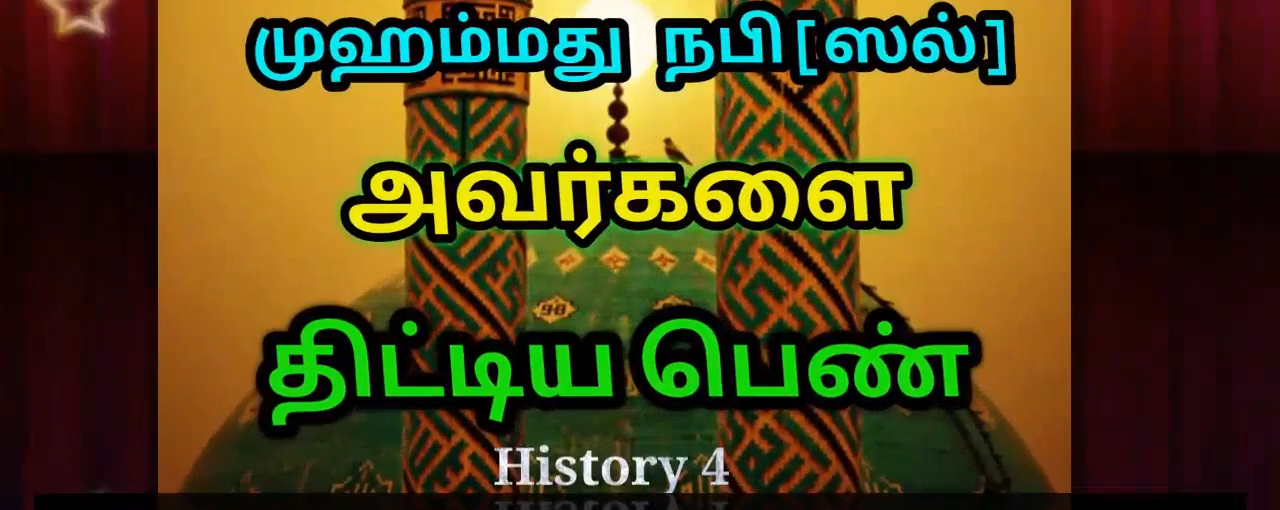 முஹம்மது நபி [ஸல்]
அவர்களை
திட்டிய பெண்
History 4